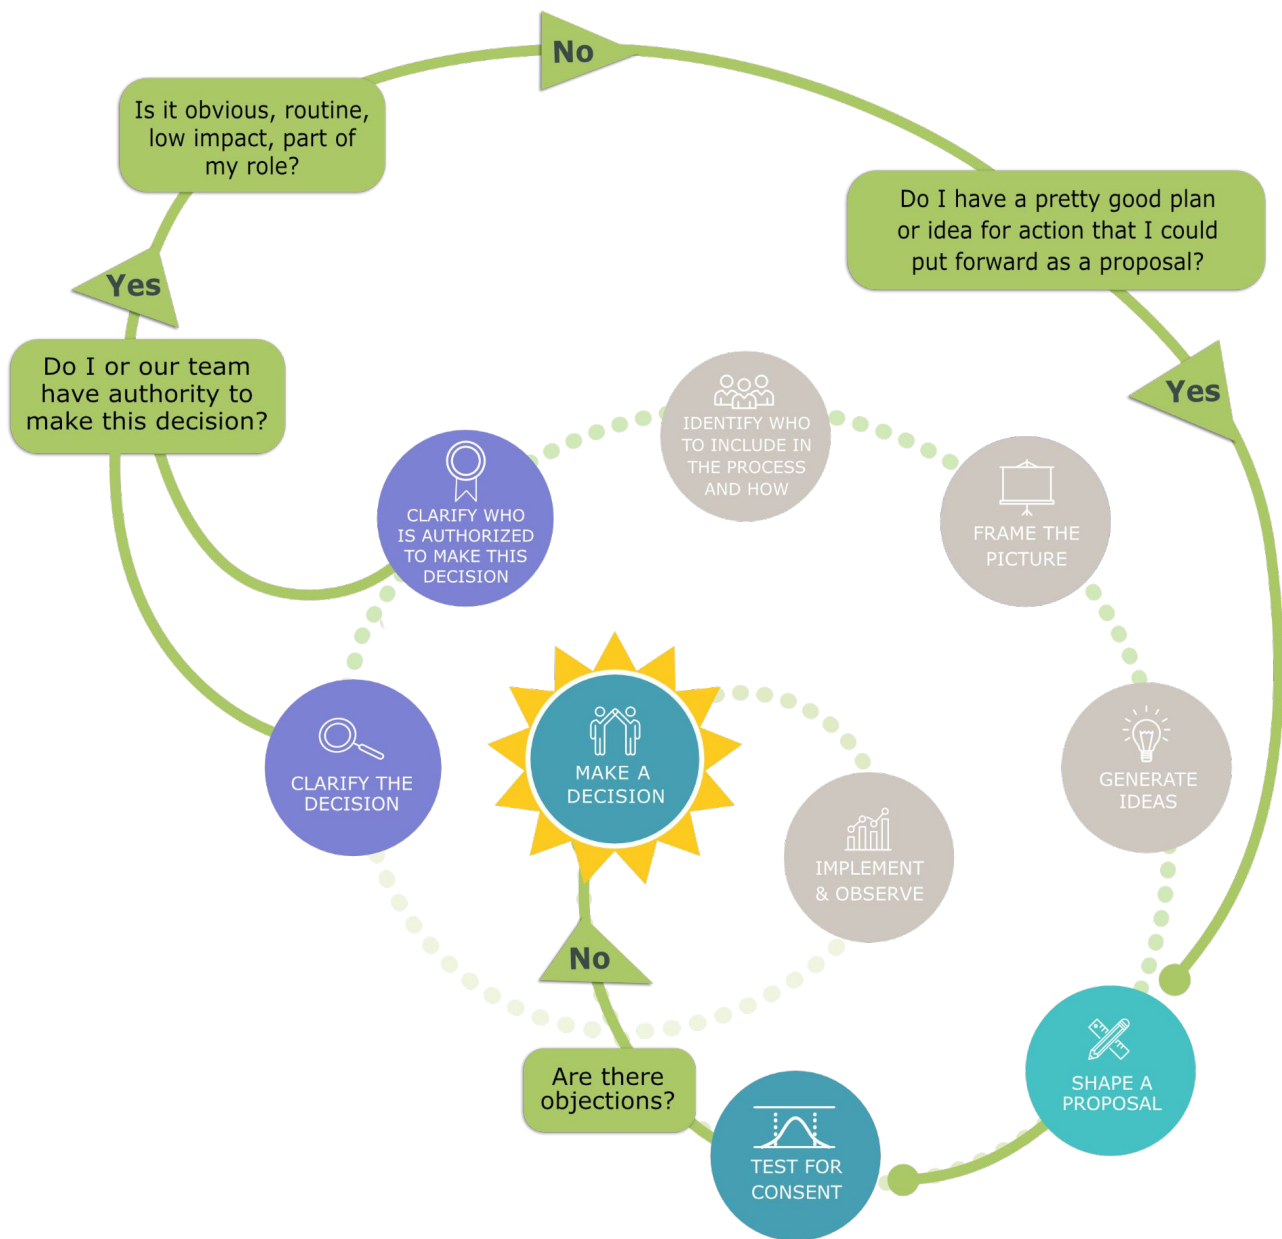 No
Is it obvious, routine,
low impact, part of
my role?
Do I have a pretty good plan
or idea for action that I could
put forward as a proposal?
Yes
Do I or our team
have authority to
make this decision?
Yes
IDENTIFY WHO
TO INCLUDE IN
THE PROCESS
AND HOW
CLARIFY WHO
IS AUTHORIZED
TO MAKE THIS
DECISION
FRAME THE
PICTURE
CLARIFY THE
DECISION
MAKE A
DECISION
GENERATE
IDEAS
IMPLEMENT
& OBSERVE
No
Are there
objections?
SHAPE A
PROPOSAL
TEST FOR
CONSENT